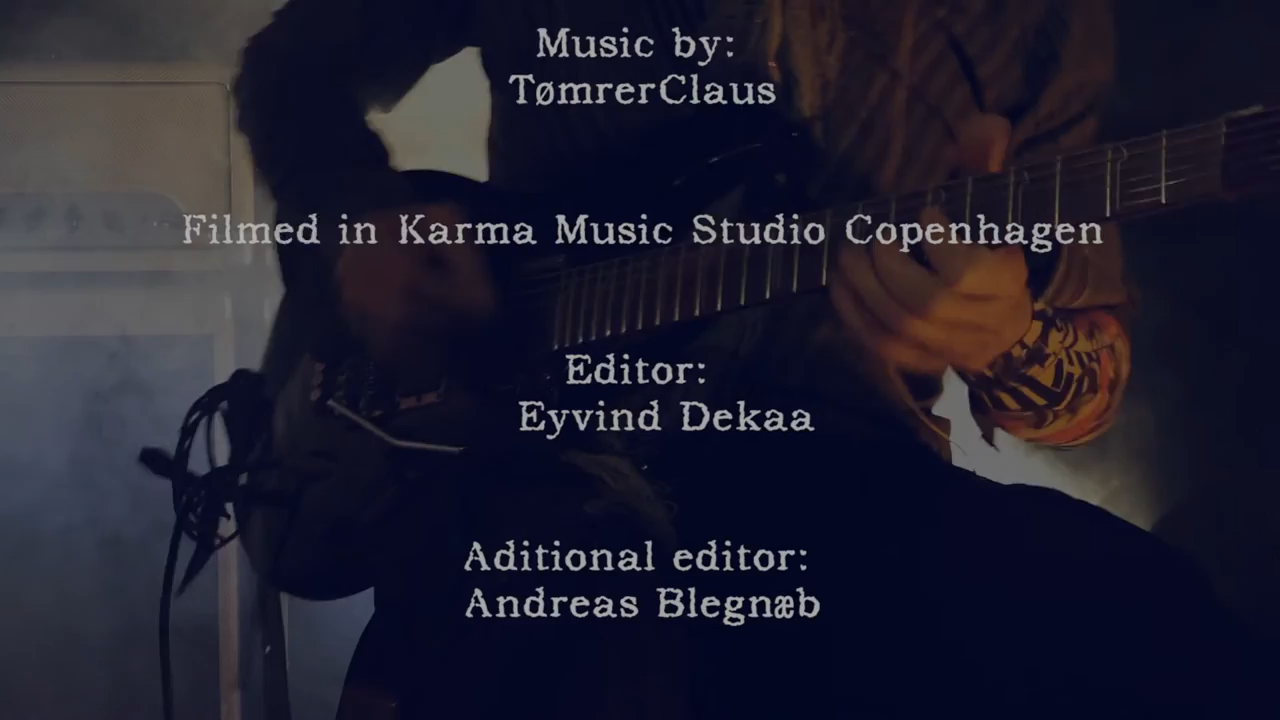 Music by:
TømrerClaus
Filmed in Karma Music Studio Copenhagen
Editor:
Eyvind Dekaa
Aditional editor:
Andreas Blegnæb